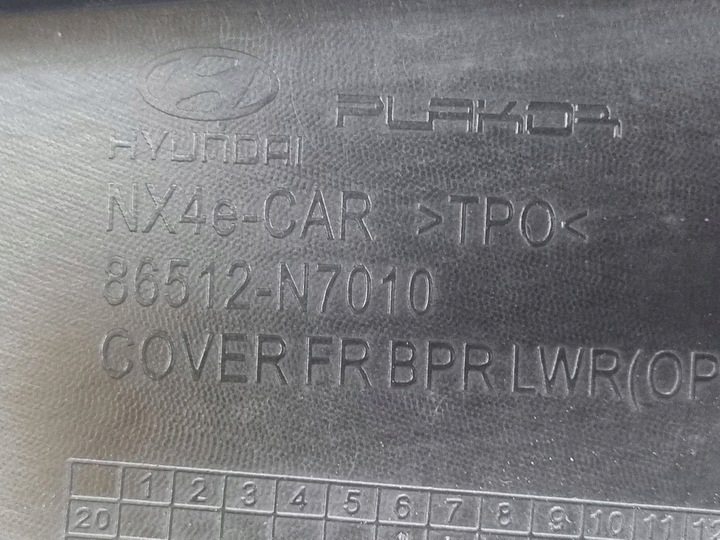 PLAKOR
HYUNDAI
NX4e-CAR >TPO<
86512-N7010
COVER FR BPR LWR(OP
1 2 3 4 5 6 7 8 9 10 11 12
20